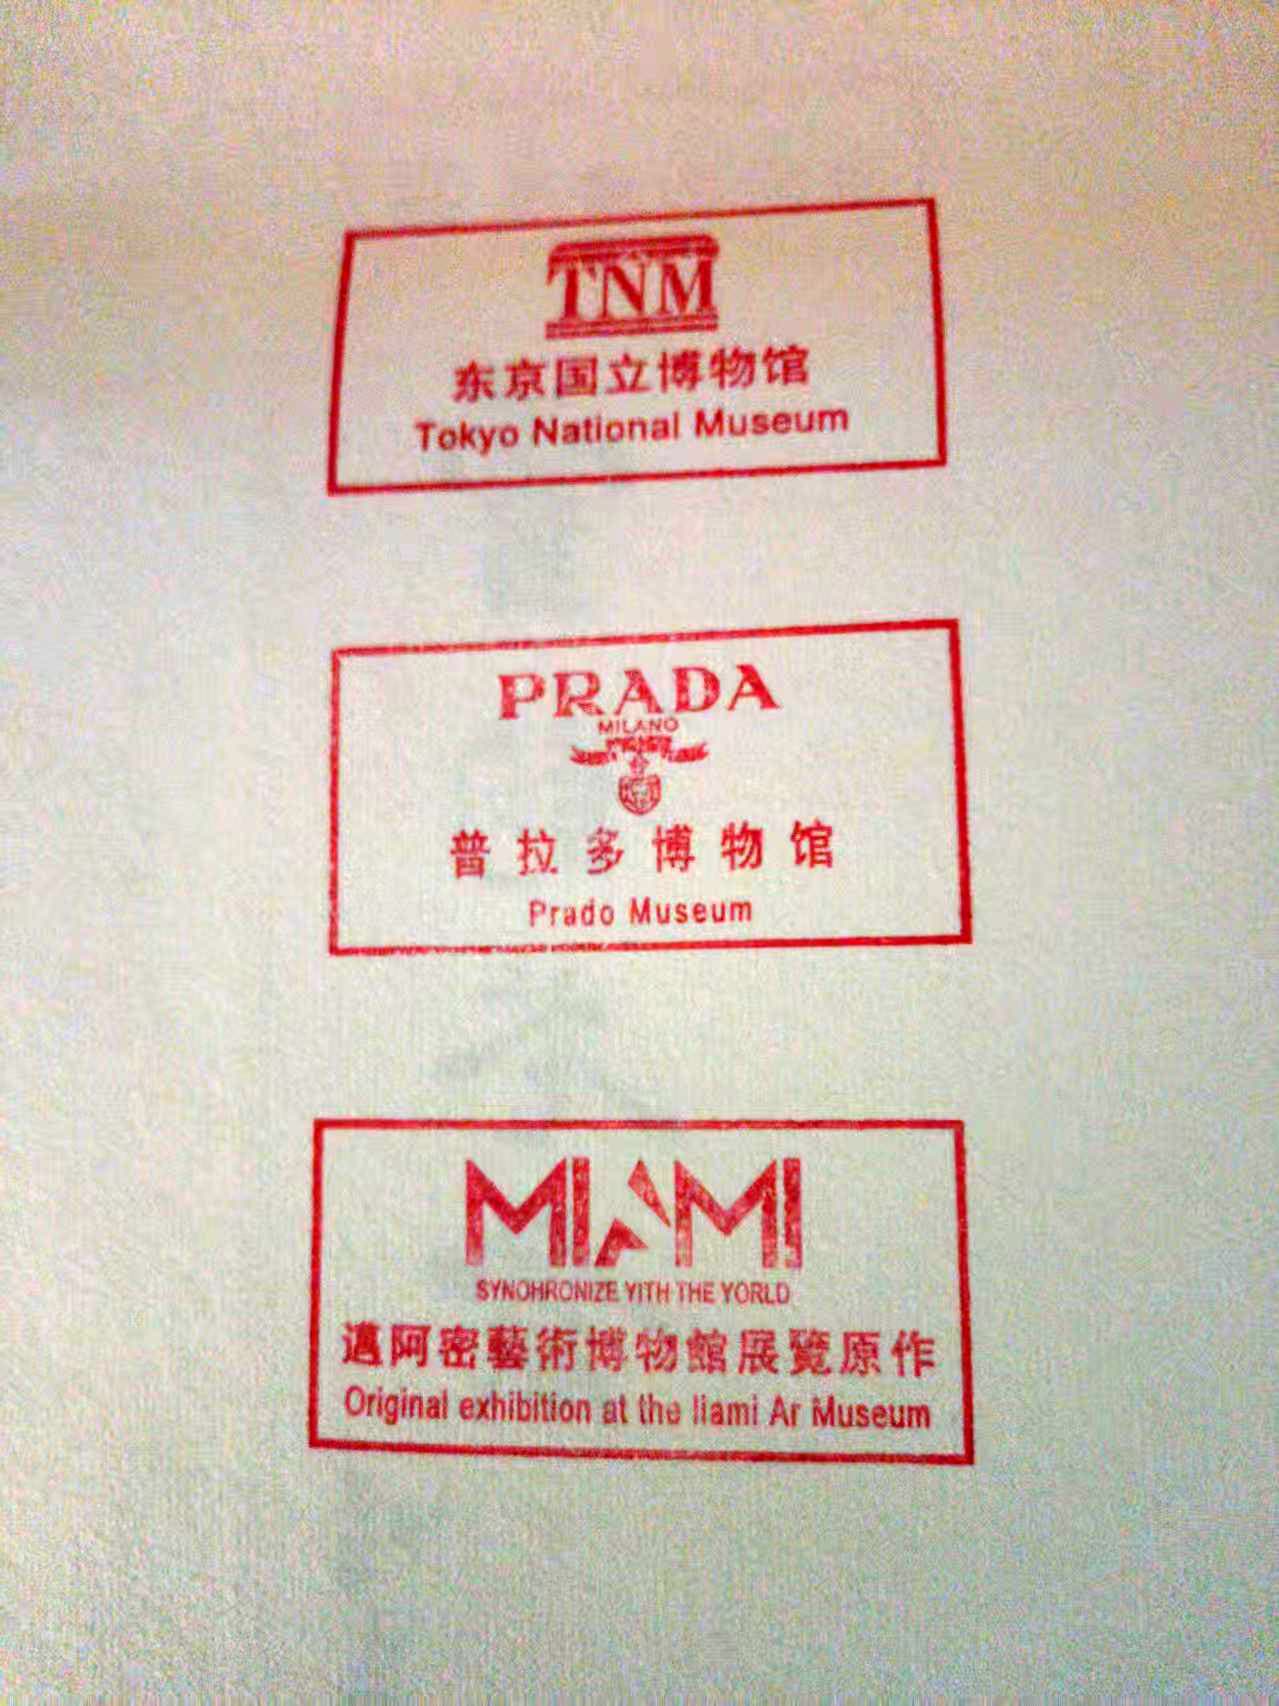 TNM
东京国立博物馆
Tokyo National Museum
PRADA
MILANO
普拉多博物馆
Prado Museum
MIAMI
SYNOHRONIZE YITH THE YORLD
邁阿密藝術博物館展覽原作
Original exhibition at the liami Ar Museum